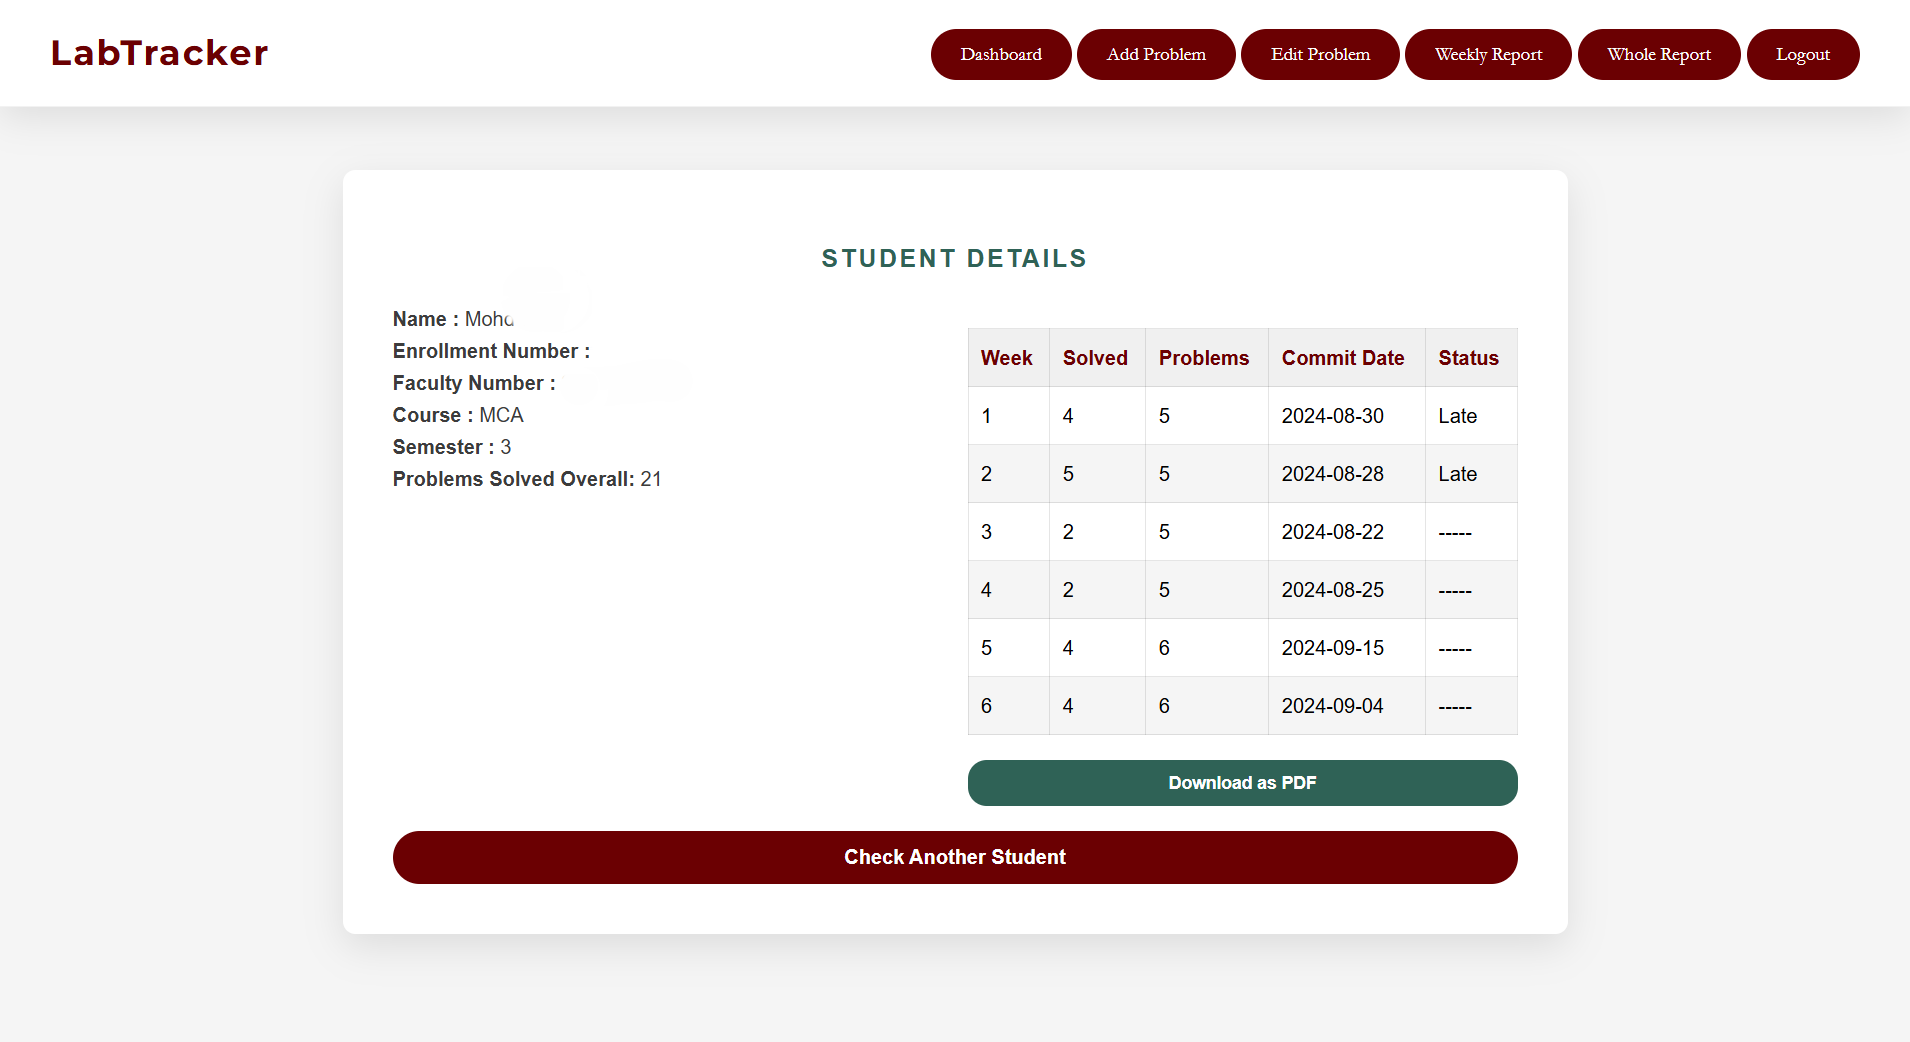 LabTracker
Dashboard Add Problem Edit Problem Weekly Report Whole Report Logout
STUDENT DETAILS
Name : Mohd
Enrollment Number :
Faculty Number :
Course : MCA
Semester : 3
Problems Solved Overall: 21
Week Solved Problems Commit Date Status
1 4 5 2024-08-30 Late
2 5 5 2024-08-28 Late
3 2 5 2024-08-22 -----
4 2 5 2024-08-25 -----
5 4 6 2024-09-15 -----
6 4 6 2024-09-04 -----
Download as PDF
Check Another Student